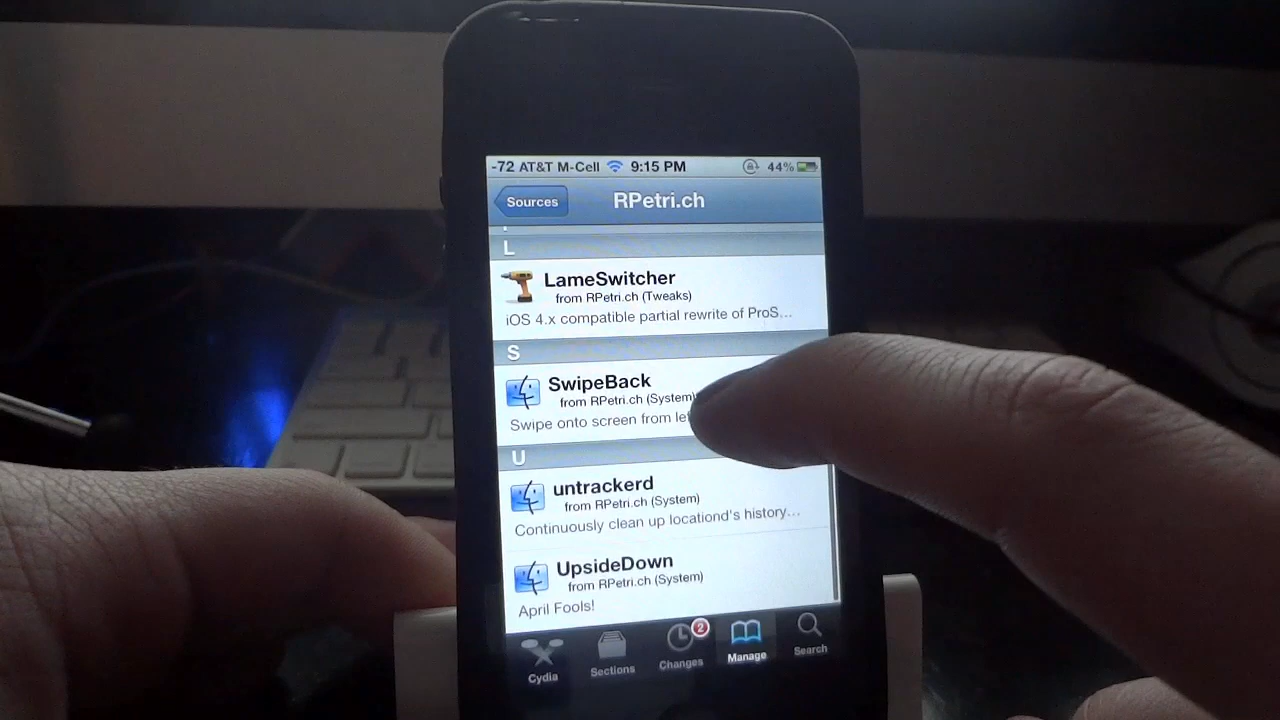 -72 AT&T M-Cell 9:15 PM 44%
Sources RPetri.ch
L
LameSwitcher
from RPetri.ch (Tweaks)
iOS 4.x compatible partial rewrite of ProS...
S
SwipeBack
from RPetri.ch (System)
Swipe onto screen from
U
untrackerd
from RPetri.ch (System)
Continuously clean up locationd's history...
UpsideDown
from RPetri.ch (System)
April Fools!
Cydia Sections Changes 2 Manage Search